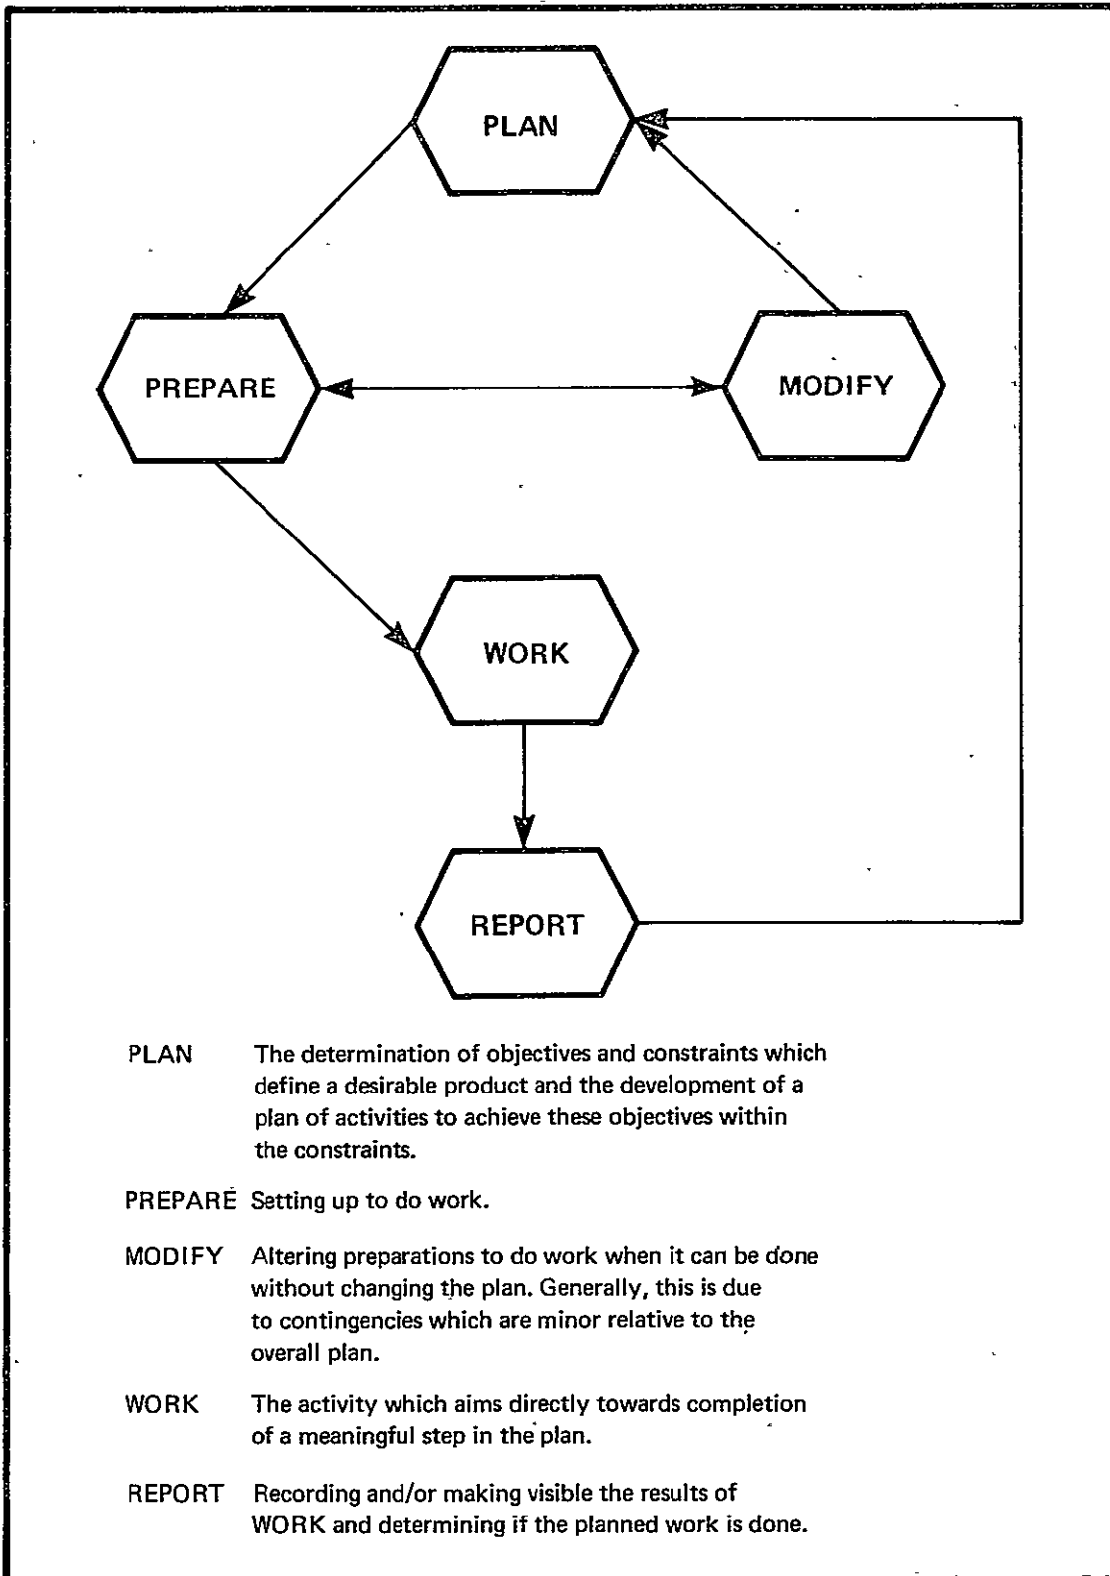 PLAN
PREPARE
MODIFY
WORK
REPORT
PLAN The determination of objectives and constraints which
define a desirable product and the development of a
plan of activities to achieve these objectives within
the constraints.
PREPARE Setting up to do work.
MODIFY Altering preparations to do work when it can be done
without changing the plan. Generally, this is due
to contingencies which are minor relative to the
overall plan.
WORK The activity which aims directly towards completion
of a meaningful step in the plan.
REPORT Recording and/or making visible the results of
WORK and determining if the planned work is done.